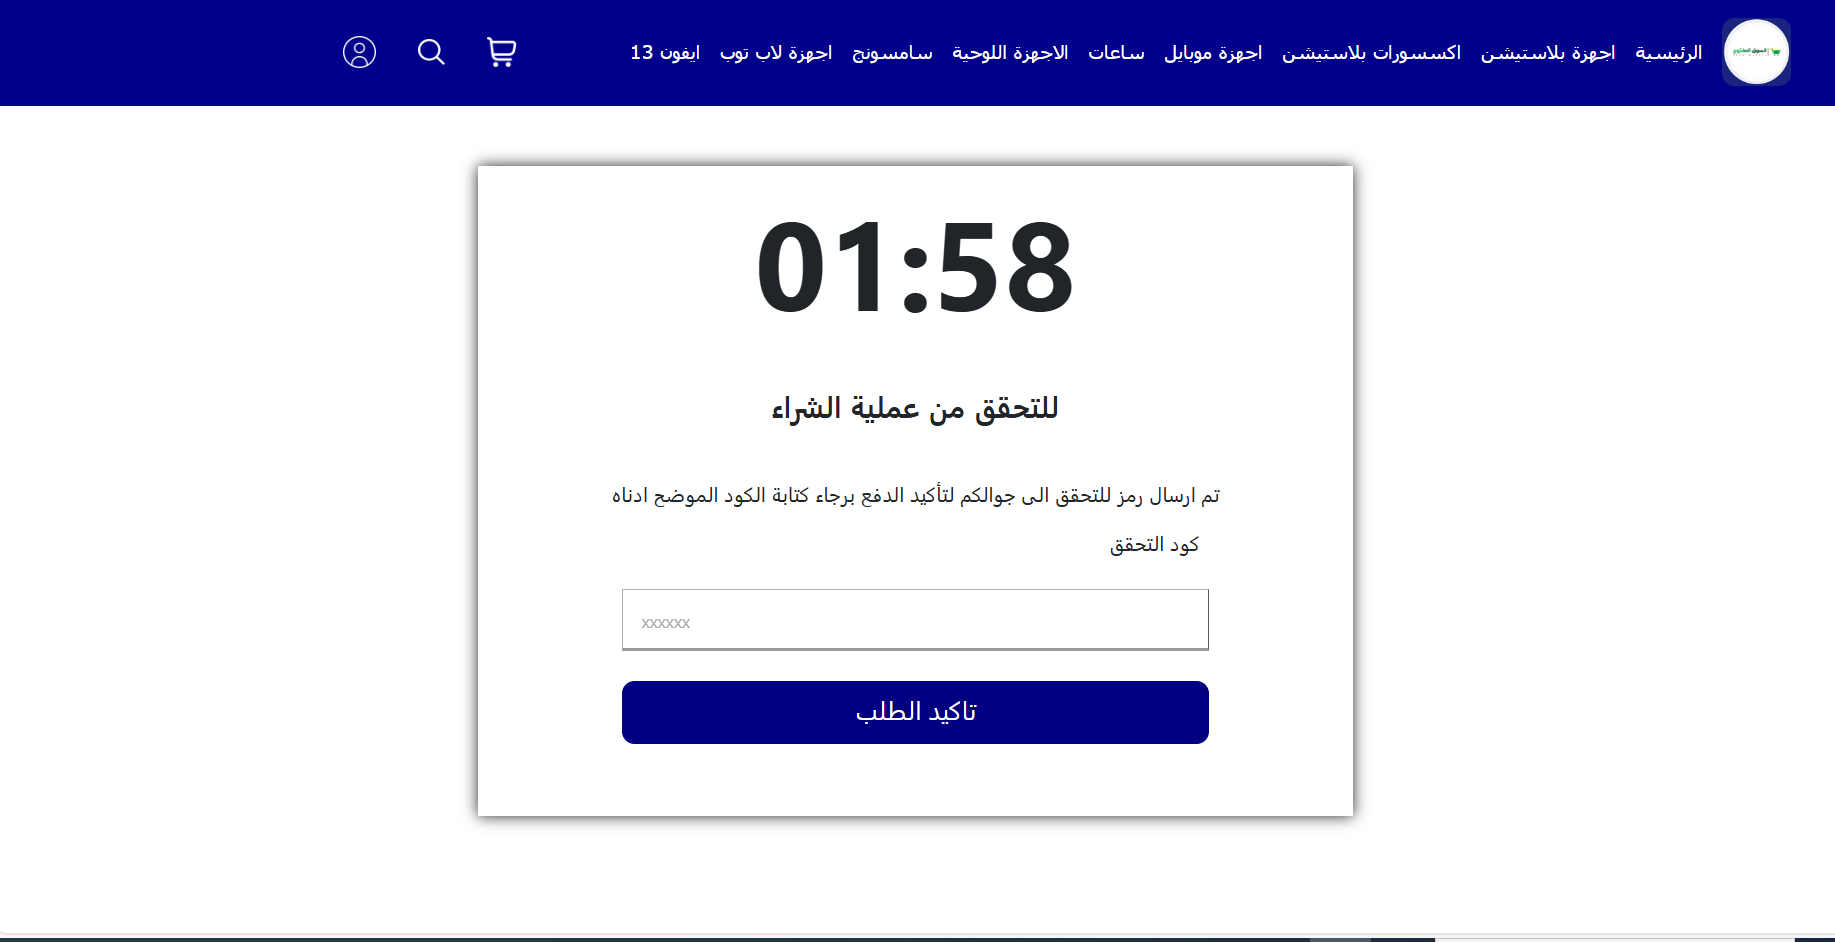 الرئيسية اجهزة بلاستيشن اكسسورات بلاستيشن اجهزة موبايل ساعات الاجهزة اللوحية سامسونج اجهزة لاب توب ايفون 13
01:58
للتحقق من عملية الشراء
تم ارسال رمز للتحقق الى جوالكم لتأكيد الدفع برجاء كتابة الكود الموضح ادناه
كود التحقق
xxxxxx
تاكيد الطلب